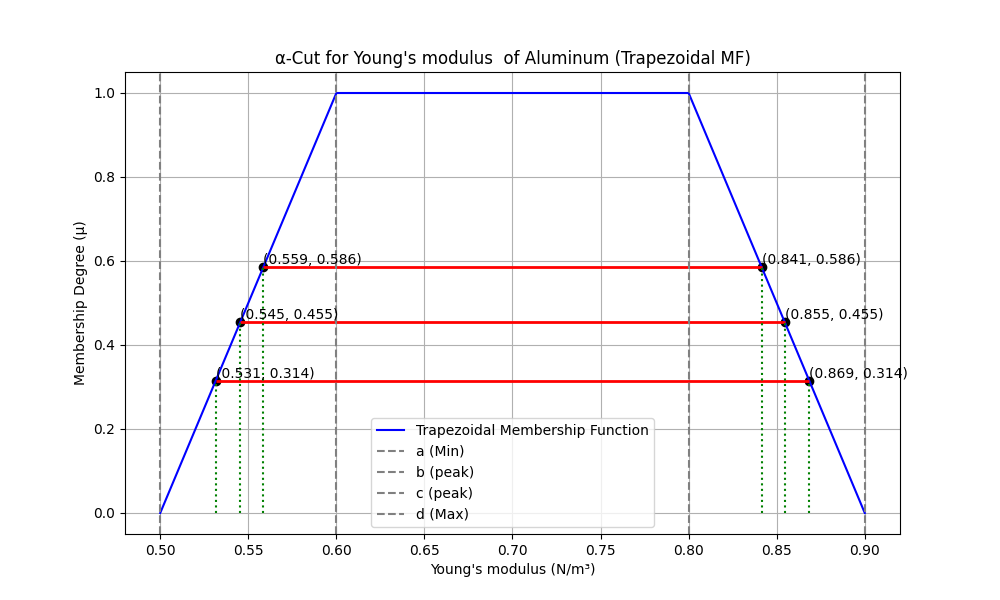 α-Cut for Young's modulus  of Aluminum (Trapezoidal MF)
Membership Degree (μ)
1.0
0.8
0.6
0.4
0.2
0.0
(0.559, 0.586)
(0.841, 0.586)
(0.545, 0.455)
(0.855, 0.455)
(0.531, 0.314)
(0.869, 0.314)
Trapezoidal Membership Function
a (Min)
b (peak)
c (peak)
d (Max)
0.50
0.55
0.60
0.65
0.70
0.75
0.80
0.85
0.90
Young's modulus (N/m³)